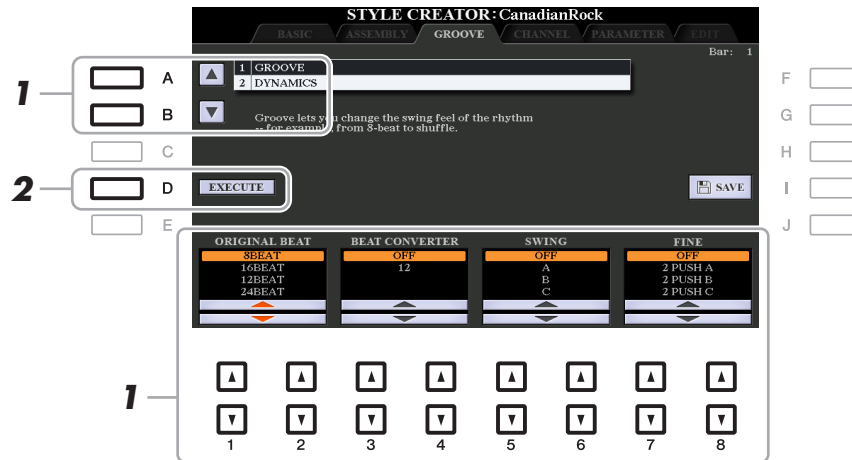 STYLE CREATOR: CanadianRock
BASIC ASSEMBLY GROOVE CHANNEL PARAMETER EDIT
Bar: 1
1 GROOVE
2 DYNAMICS
Groove lets you change the swing feel of the rhythm
-- for example, from 8-beat to shuffle.
EXECUTE
SAVE
1
2
A
B
C
D
E
F
G
H
I
J
ORIGINAL BEAT BEAT CONVERTER SWING FINE
8BEAT OFF OFF OFF
16BEAT 12 A 2 PUSH A
12BEAT B 2 PUSH B
24BEAT C 2 PUSH C
1
1 2 3 4 5 6 7 8